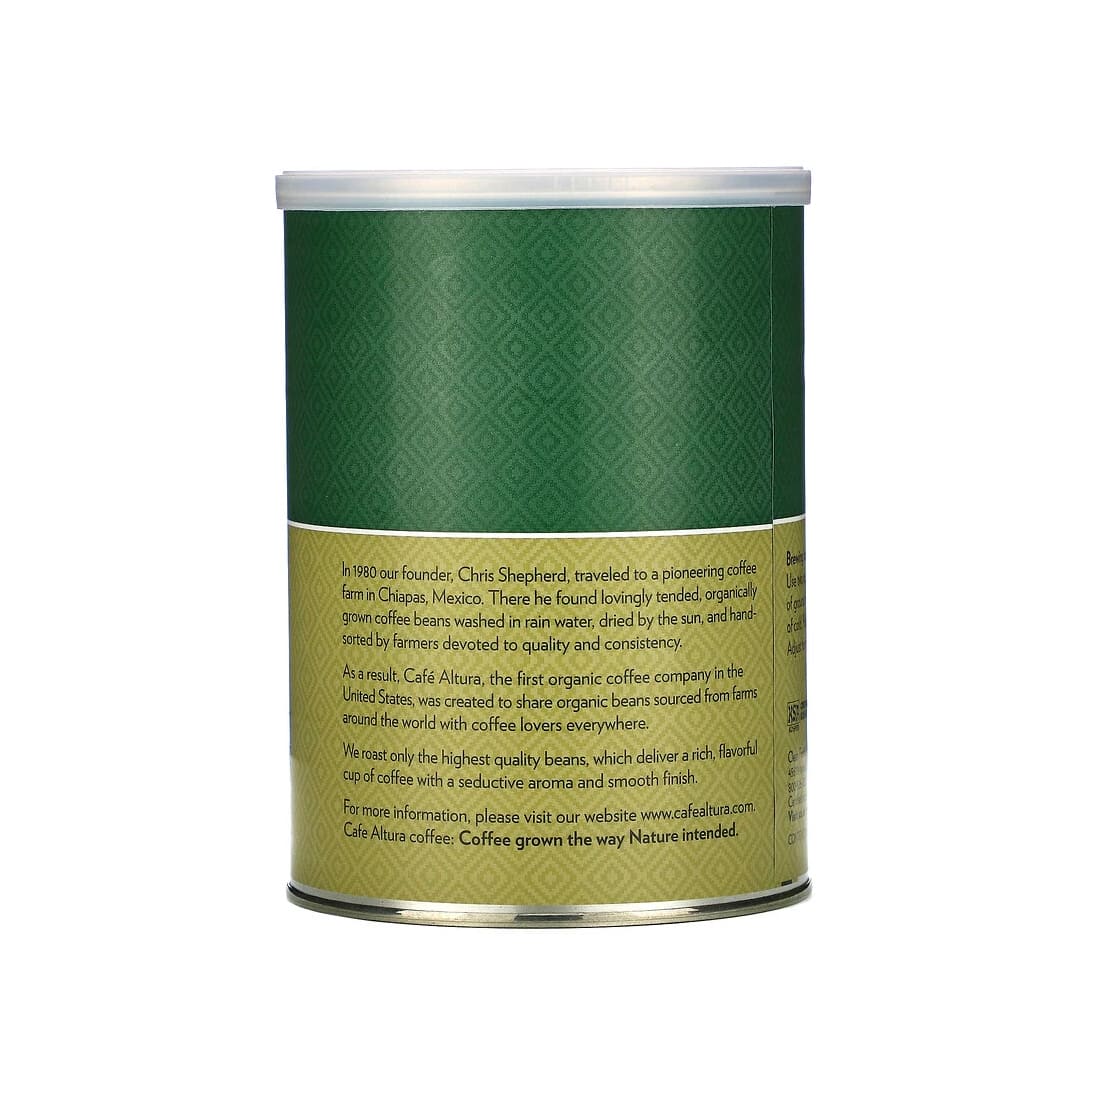 In 1980 our founder, Chris Shepherd, traveled to a pioneering coffee
farm in Chiapas, Mexico. There he found lovingly tended, organically
grown coffee beans washed in rain water, dried by the sun, and hand-
sorted by farmers devoted to quality and consistency.
As a result, Café Altura, the first organic coffee company in the
United States, was created to share organic beans sourced from farms
around the world with coffee lovers everywhere.
We roast only the highest quality beans, which deliver a rich, flavorful
cup of coffee with a seductive aroma and smooth finish.
For more information, please visit our website www.cafealtura.com.
Cafe Altura coffee: Coffee grown the way Nature intended.
Use
of
of